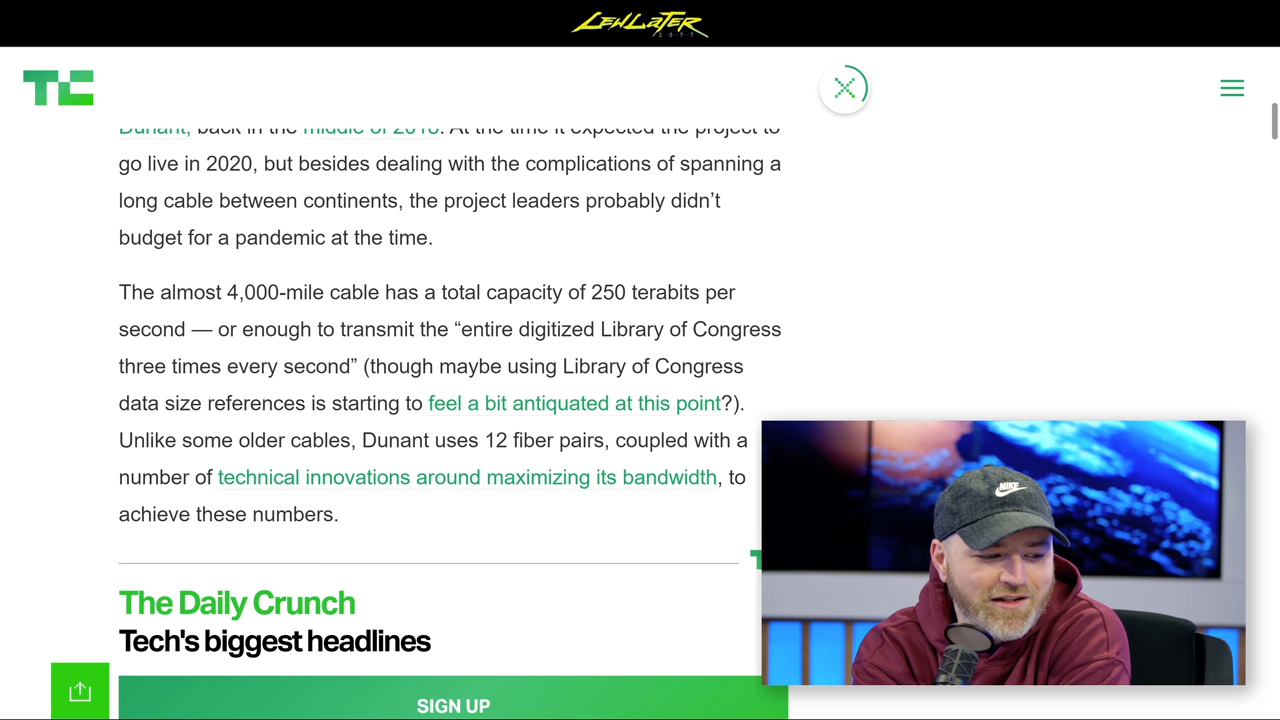 LEWLATER
2077
TC
Dunant, back in the middle of 2018. At the time it expected the project to
go live in 2020, but besides dealing with the complications of spanning a
long cable between continents, the project leaders probably didn’t
budget for a pandemic at the time.
The almost 4,000-mile cable has a total capacity of 250 terabits per
second — or enough to transmit the “entire digitized Library of Congress
three times every second” (though maybe using Library of Congress
data size references is starting to feel a bit antiquated at this point?).
Unlike some older cables, Dunant uses 12 fiber pairs, coupled with a
number of technical innovations around maximizing its bandwidth, to
achieve these numbers.
The Daily Crunch
Tech's biggest headlines
SIGN UP
NIKE